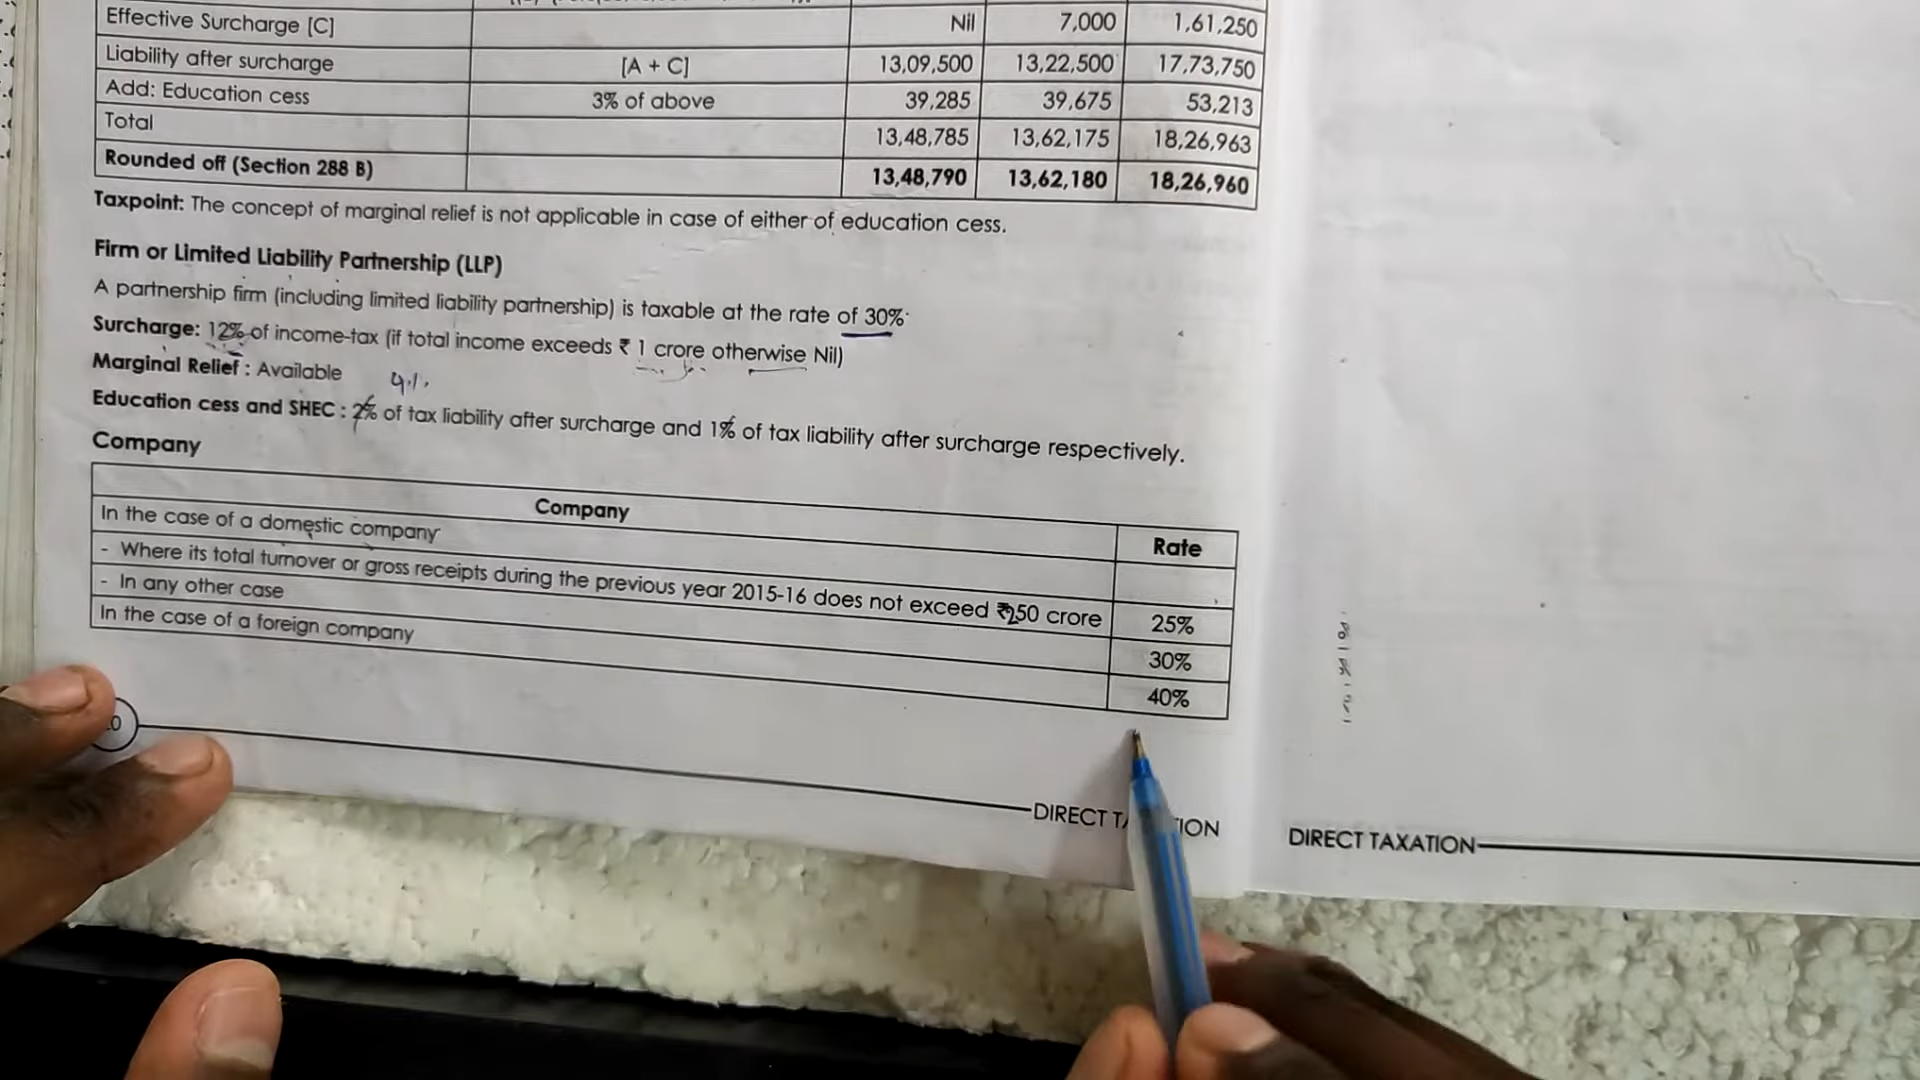 Effective Surcharge [C] Nil 7,000 1,61,250
Liability after surcharge [A + C] 13,09,500 13,22,500 17,73,750
Add: Education cess 3% of above 39,285 39,675 53,213
Total 13,48,785 13,62,175 18,26,963
Rounded off (Section 288 B) 13,48,790 13,62,180 18,26,960
Taxpoint: The concept of marginal relief is not applicable in case of either of education cess.
Firm or Limited Liability Partnership (LLP)
A partnership firm (including limited liability partnership) is taxable at the rate of 30%
Surcharge: 12% of income-tax (if total income exceeds ₹ 1 crore otherwise Nil)
Marginal Relief : Available
4%
Education cess and SHEC : 2% of tax liability after surcharge and 1% of tax liability after surcharge respectively.
Company
Company Rate
In the case of a domestic company
- Where its total turnover or gross receipts during the previous year 2015-16 does not exceed ₹250 crore 25%
- In any other case 30%
In the case of a foreign company 40%
DIRECT TAXATION